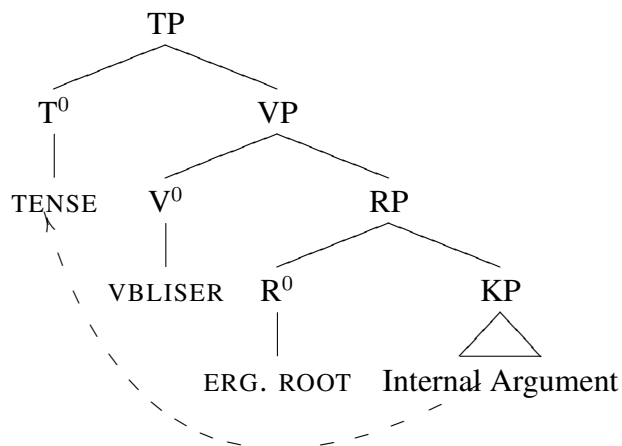 TP
T⁰ VP
TENSE V⁰ RP
VBLISER R⁰ KP
ERG. ROOT Internal Argument